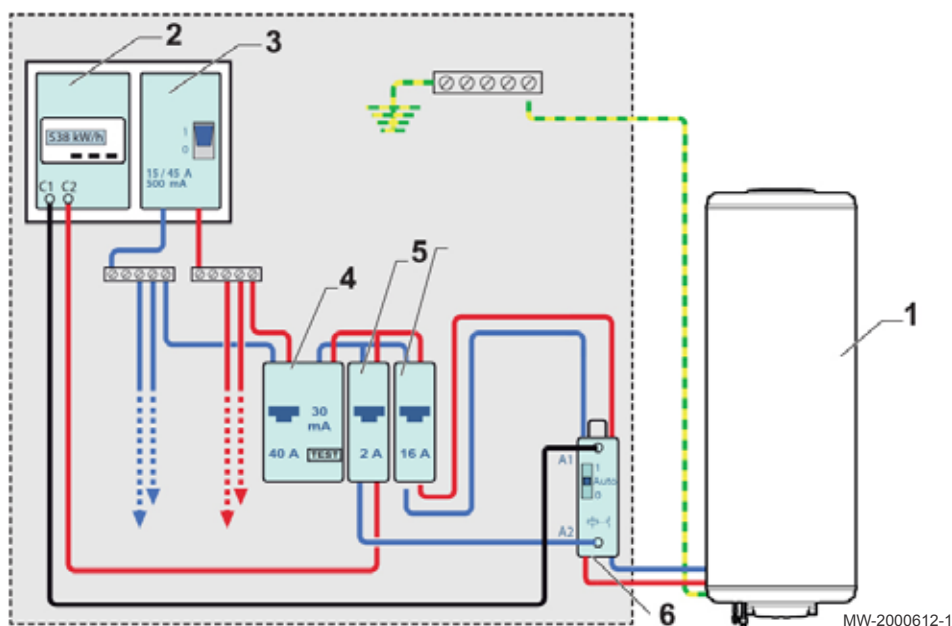 2
3
538 kW/h
C1 C2
1
0
15 / 45 A
500 mA
4
5
1
30
mA
40 A
TEST
2 A
16 A
A1
1
Auto
0
A2
6
MW-2000612-1